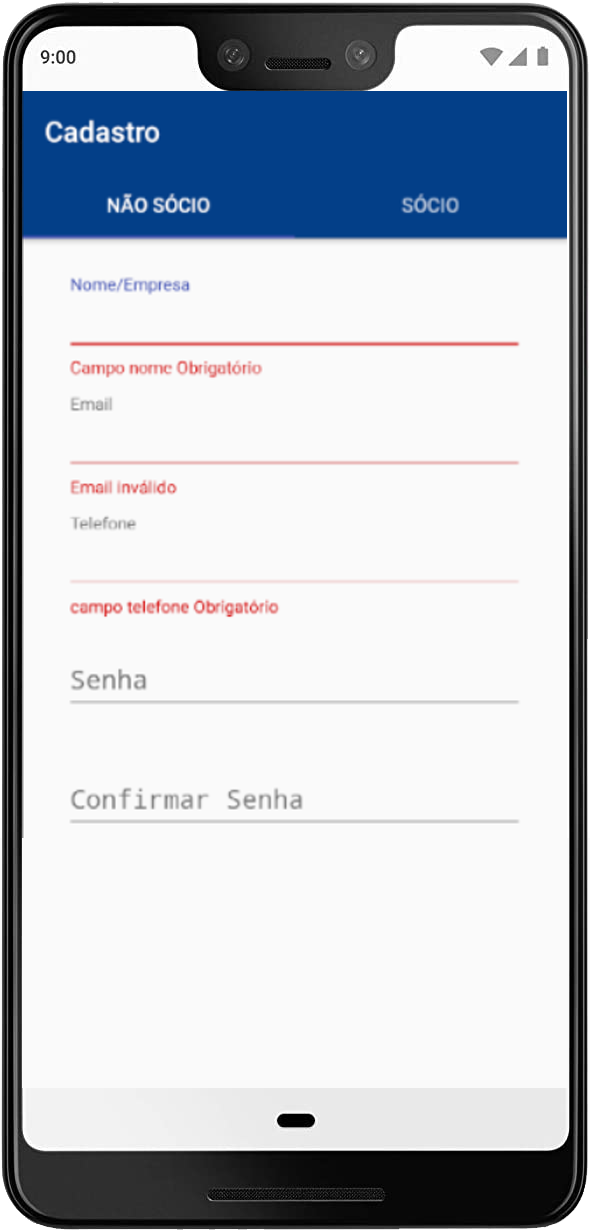 9:00
Cadastro
NÃO SÓCIO SÓCIO
Nome/Empresa
Campo nome Obrigatório
Email
Email inválido
Telefone
campo telefone Obrigatório
Senha
Confirmar Senha